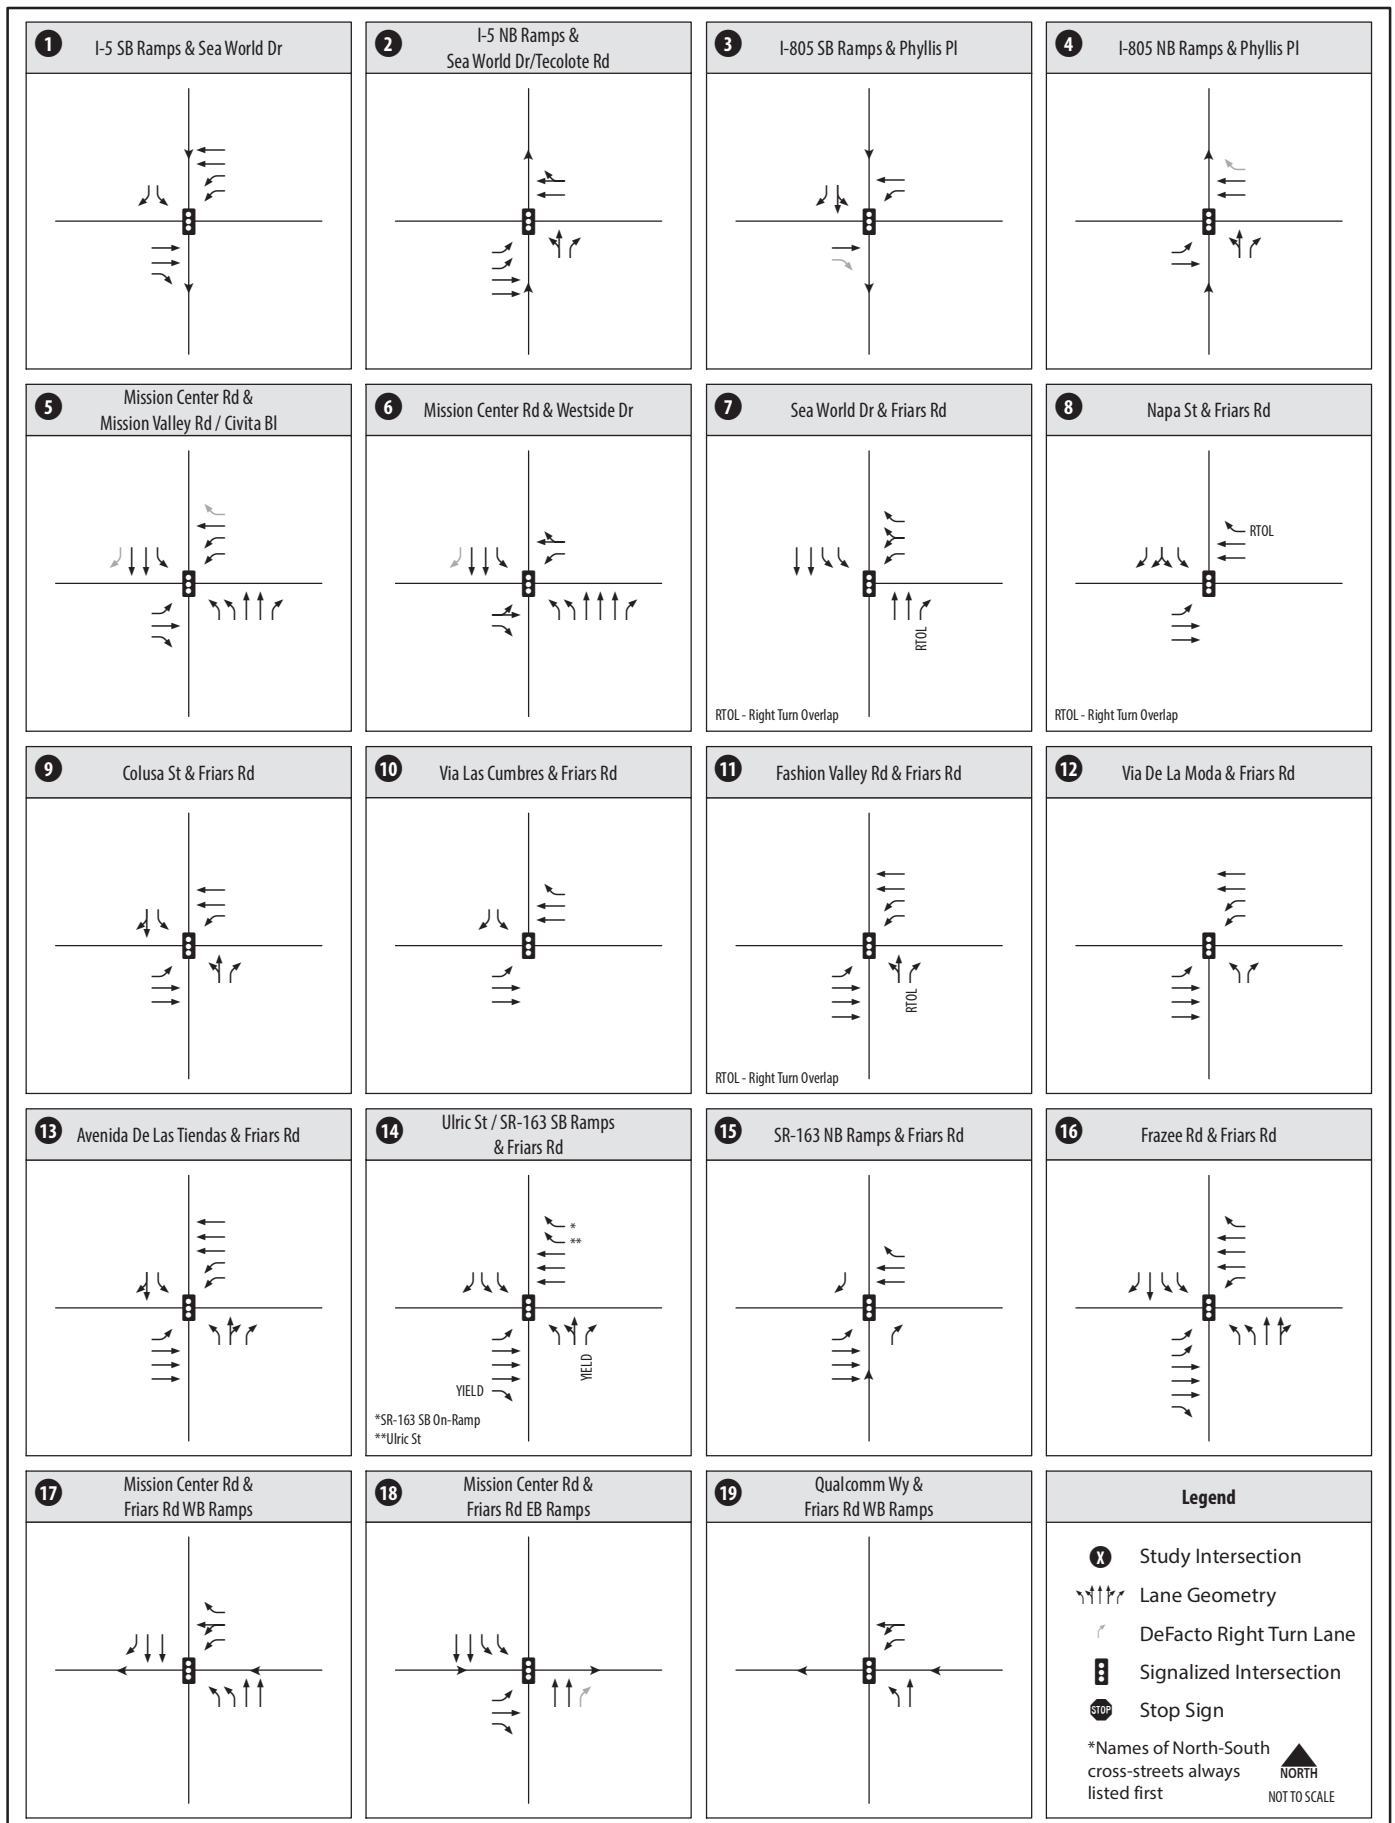 1
I-5 SB Ramps & Sea World Dr
2
I-5 NB Ramps &
Sea World Dr/Tecolote Rd
3
I-805 SB Ramps & Phyllis Pl
4
I-805 NB Ramps & Phyllis Pl
5
Mission Center Rd &
Mission Valley Rd / Civita Bl
6
Mission Center Rd & Westside Dr
7
Sea World Dr & Friars Rd
RTOL
RTOL - Right Turn Overlap
8
Napa St & Friars Rd
RTOL
RTOL - Right Turn Overlap
9
Colusa St & Friars Rd
10
Via Las Cumbres & Friars Rd
11
Fashion Valley Rd & Friars Rd
RTOL
RTOL - Right Turn Overlap
12
Via De La Moda & Friars Rd
13
Avenida De Las Tiendas & Friars Rd
14
Ulric St / SR-163 SB Ramps
& Friars Rd
*
**
YIELD
YIELD
*SR-163 SB On-Ramp
**Ulric St
15
SR-163 NB Ramps & Friars Rd
16
Frazee Rd & Friars Rd
17
Mission Center Rd &
Friars Rd WB Ramps
18
Mission Center Rd &
Friars Rd EB Ramps
19
Qualcomm Wy &
Friars Rd WB Ramps
Legend
X Study Intersection
Lane Geometry
DeFacto Right Turn Lane
Signalized Intersection
STOP Stop Sign
*Names of North-South
cross-streets always
listed first
NORTH
NOT TO SCALE